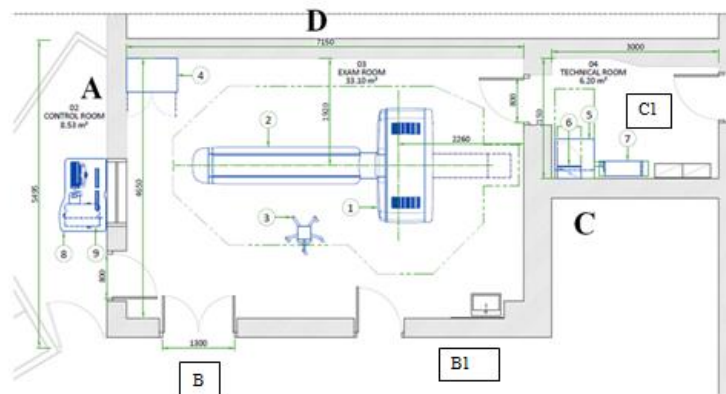 D
7150
3000
03
EXAM ROOM
33.10 m²
04
TECHNICAL ROOM
6.20 m²
A
02
CONTROL ROOM
8.53 m²
4
2
1920
800
2150
C1
6
5
7
2260
5495
4650
1
3
C
8
9
800
1300
B
B1